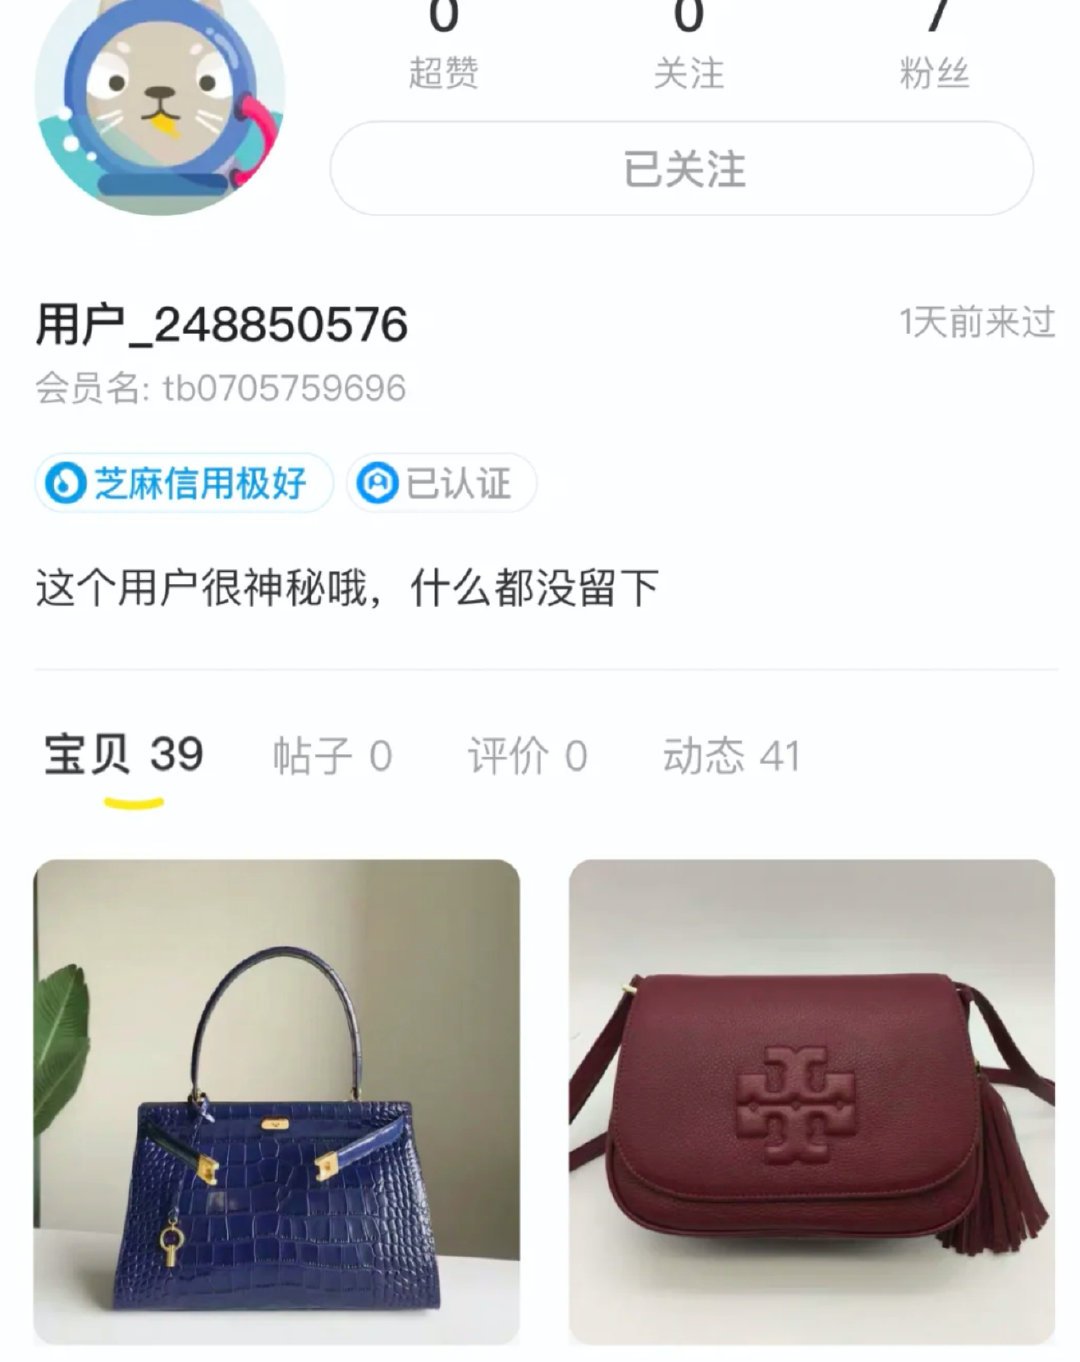 0 0 7
超赞 关注 粉丝
已关注
用户_248850576 1天前来过
会员名: tb0705759696
芝麻信用极好 已认证
这个用户很神秘哦，什么都没留下
宝贝 39 帖子 0 评价 0 动态 41